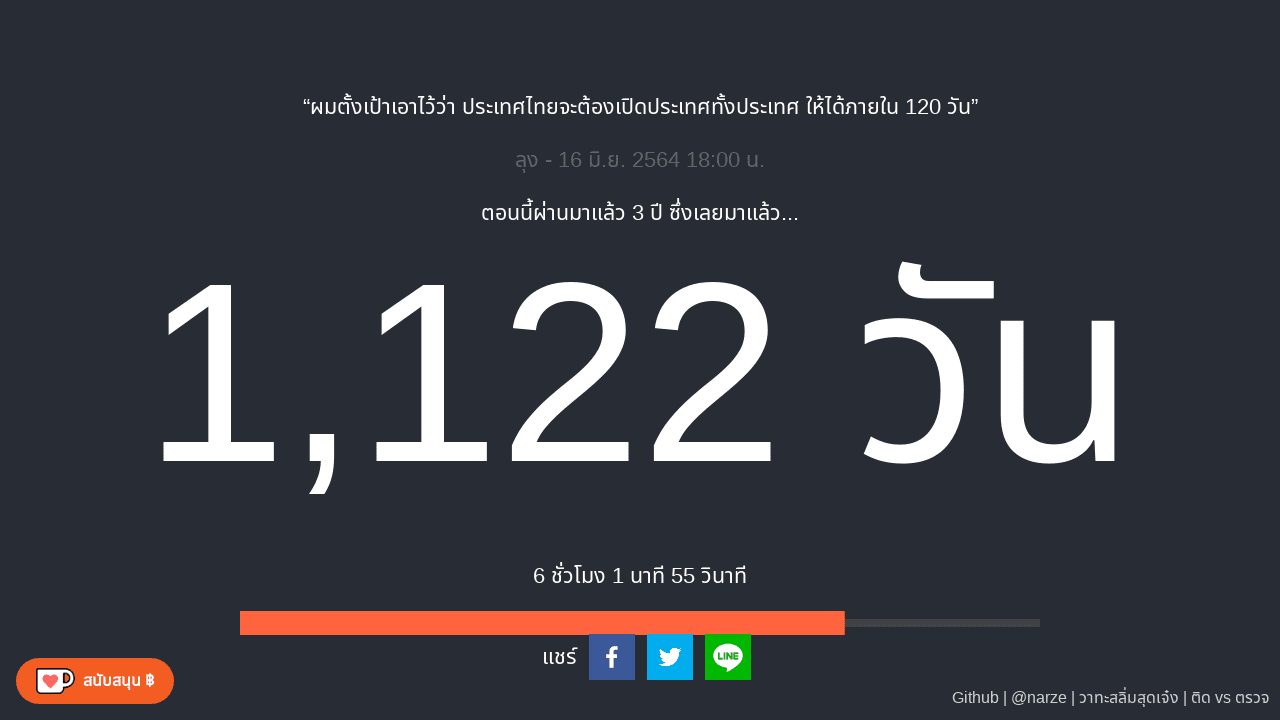 “ผมตั้งเป้าเอาไว้ว่า ประเทศไทยจะต้องเปิดประเทศทั้งประเทศ ให้ได้ภายใน 120 วัน”
ลุง - 16 มิ.ย. 2564 18:00 น.
ตอนนี้ผ่านมาแล้ว 3 ปี ซึ่งเลยมาแล้ว...
1,122 วัน
6 ชั่วโมง 1 นาที 55 วินาที
แชร์
LINE
สนับสนุน ฿
Github | @narze | วาทะสลิ่มสุดเจ๋ง | ติด vs ตรวจ